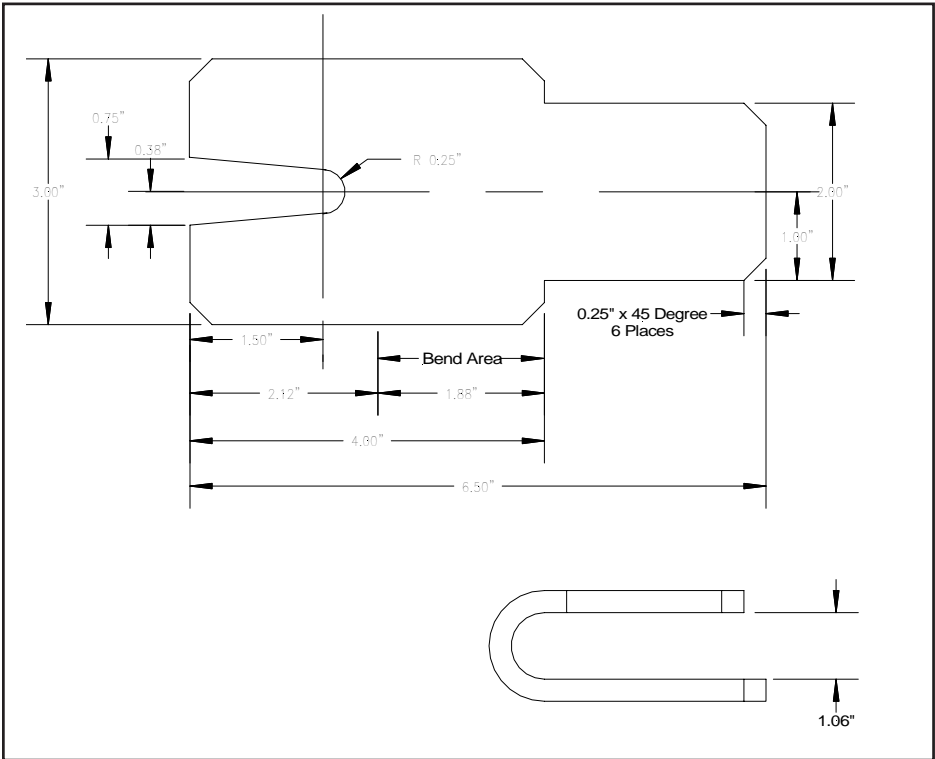 0.75"
0.38"
R 0.25"
3.00"
2.00"
1.00"
0.25" x 45 Degree
6 Places
1.50"
Bend Area
2.12"
1.88"
4.00"
6.50"
1.06"